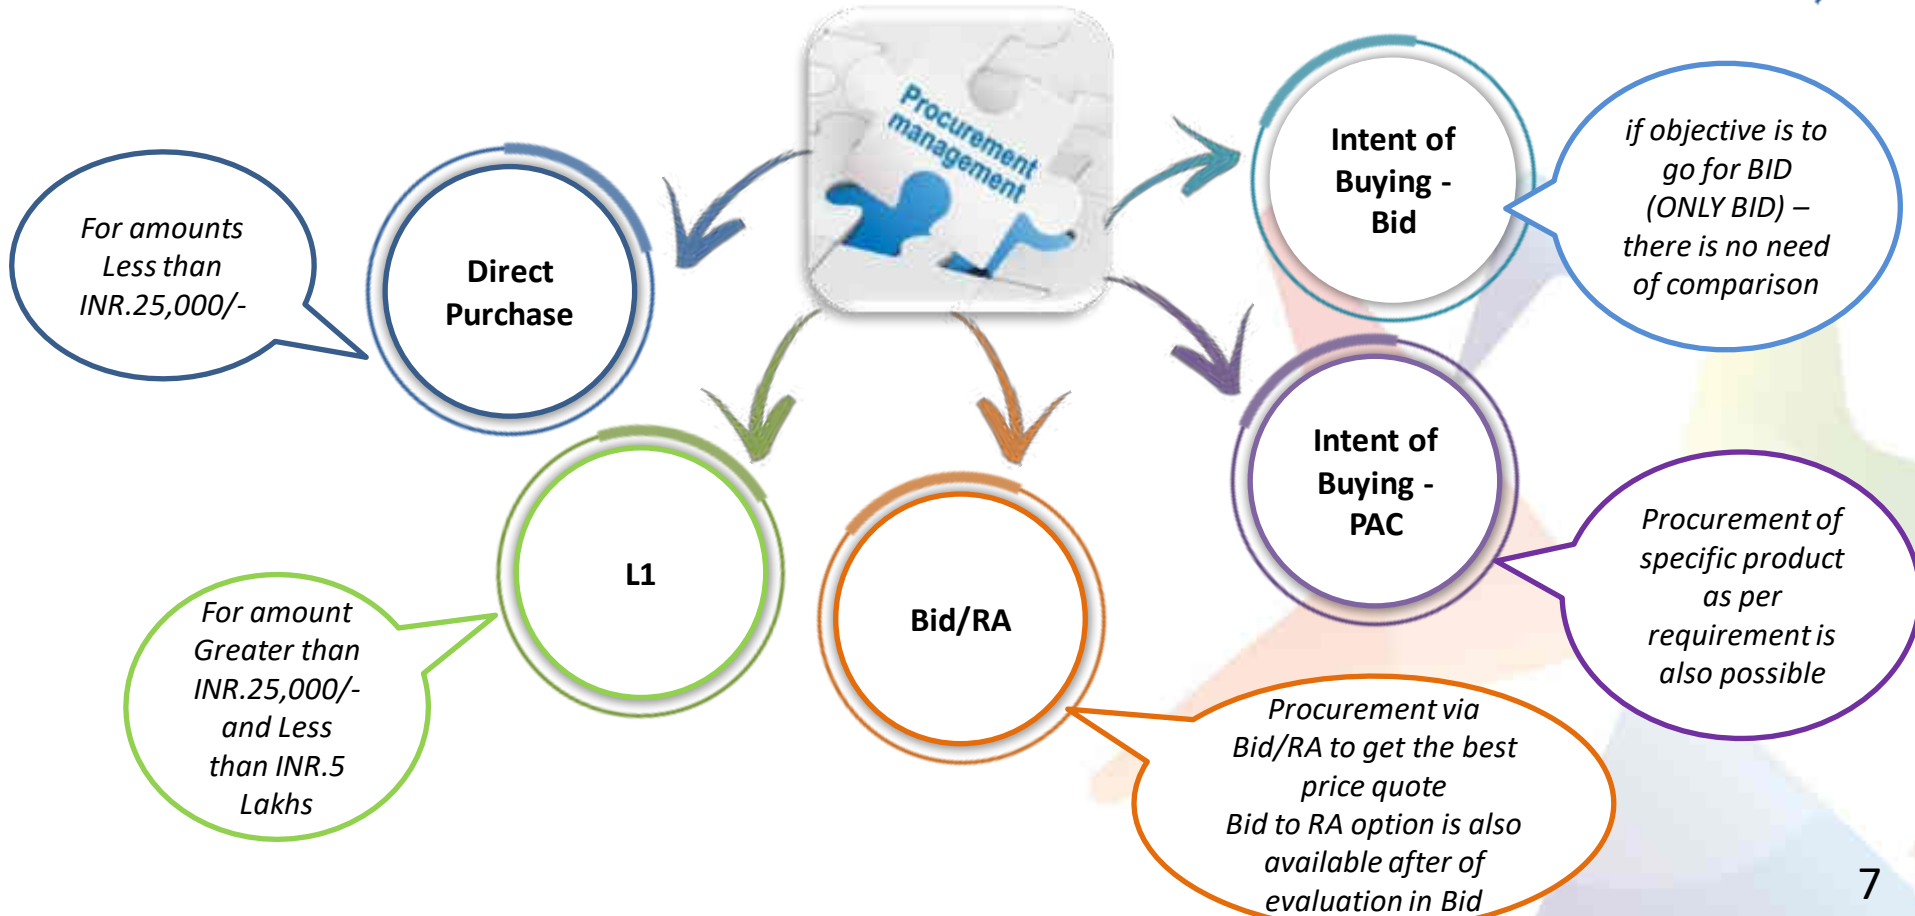 Procurement
management
For amounts
Less than
INR.25,000/-
Direct
Purchase
Intent of
Buying -
Bid
if objective is to
go for BID
(ONLY BID) –
there is no need
of comparison
L1
For amount
Greater than
INR.25,000/-
and Less
than INR.5
Lakhs
Bid/RA
Procurement via
Bid/RA to get the best
price quote
Bid to RA option is also
available after of
evaluation in Bid
Intent of
Buying -
PAC
Procurement of
specific product
as per
requirement is
also possible
7